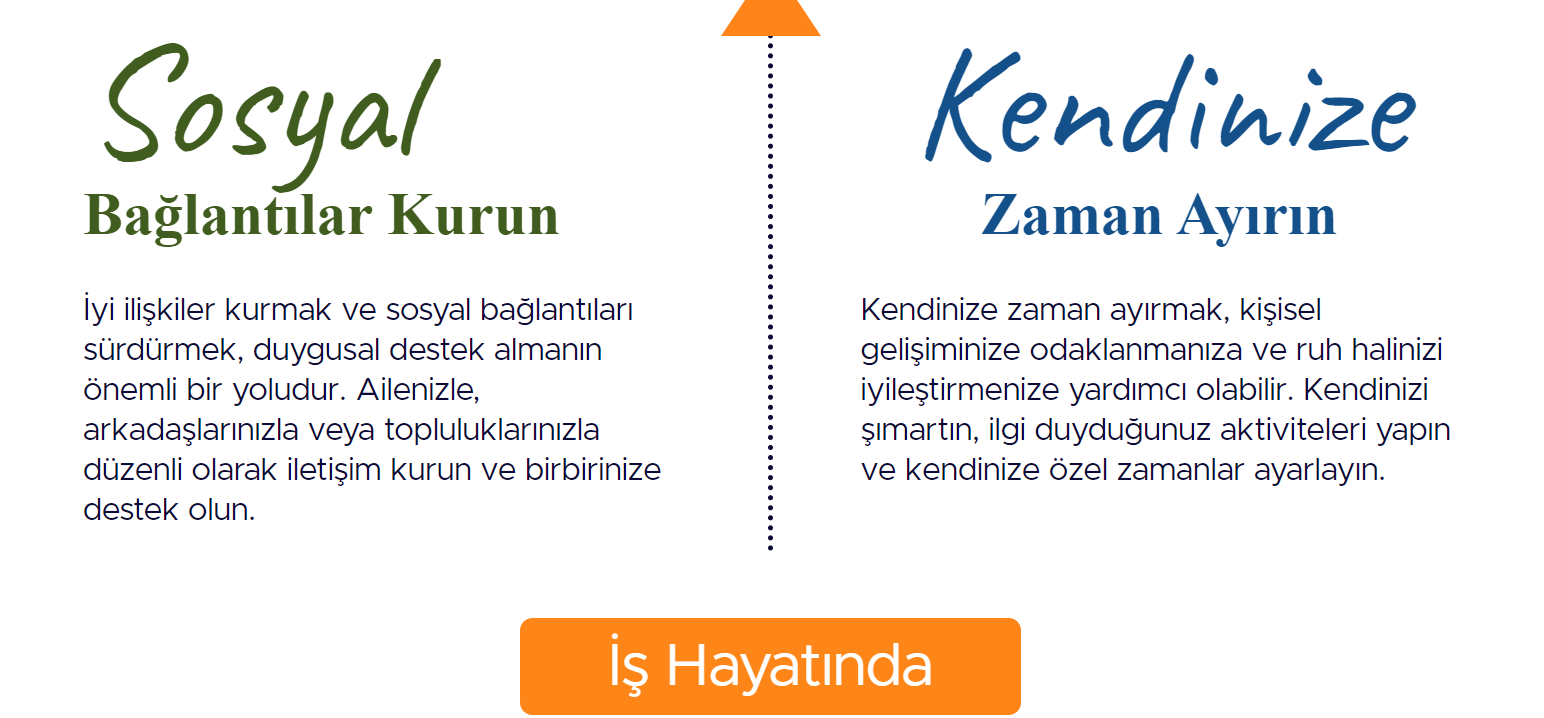 Sosyal
Bağlantılar Kurun
İyi ilişkiler kurmak ve sosyal bağlantıları
sürdürmek, duygusal destek almanın
önemli bir yoludur. Ailenizle,
arkadaşlarınızla veya topluluklarınızla
düzenli olarak iletişim kurun ve birbirinize
destek olun.
Kendinize
Zaman Ayırın
Kendinize zaman ayırmak, kişisel
gelişiminize odaklanmanıza ve ruh halinizi
iyileştirmenize yardımcı olabilir. Kendinizi
şımartın, ilgi duyduğunuz aktiviteleri yapın
ve kendinize özel zamanlar ayarlayın.
İş Hayatında